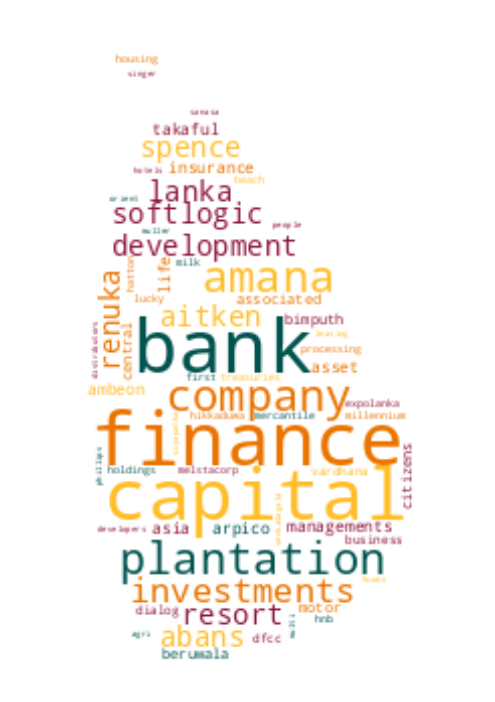 housing
singer
sanasa
takaful
spence
hotels insurance
beach
orient lanka
softlogic
people
muller
development
life milk
hatton
renuka
amana
lucky associated
aitken bimputh
bank
distributors
central
leasing
processing
asset
first treasuries
ambeon
company
expolanka
hikkaduwa mercantile millennium
finance
citizens
phillips
holdings melstacorp vardhana
capital
developers asia arpico managements
business
plantation
foods
investments
dialog resort motor
hnb
multi
agri abans dfcc
beruwala